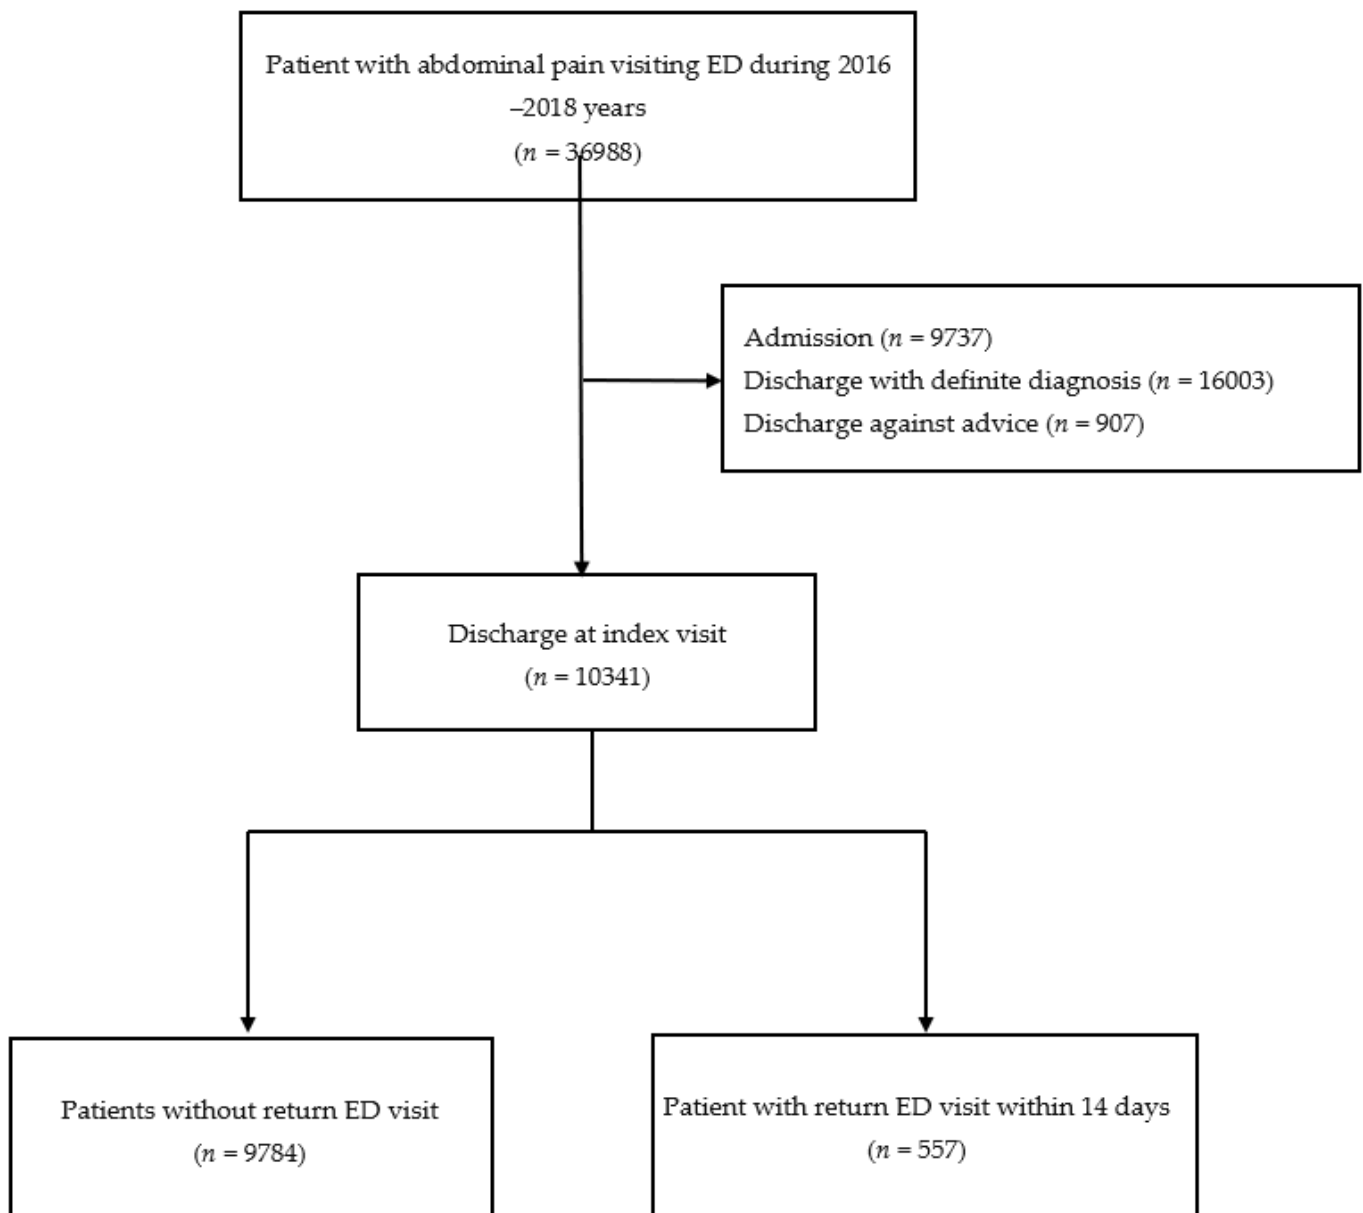 Patient with abdominal pain visiting ED during 2016
–2018 years
(n = 36988)
Admission (n = 9737)
Discharge with definite diagnosis (n = 16003)
Discharge against advice (n = 907)
Discharge at index visit
(n = 10341)
Patients without return ED visit
(n = 9784)
Patient with return ED visit within 14 days
(n = 557)